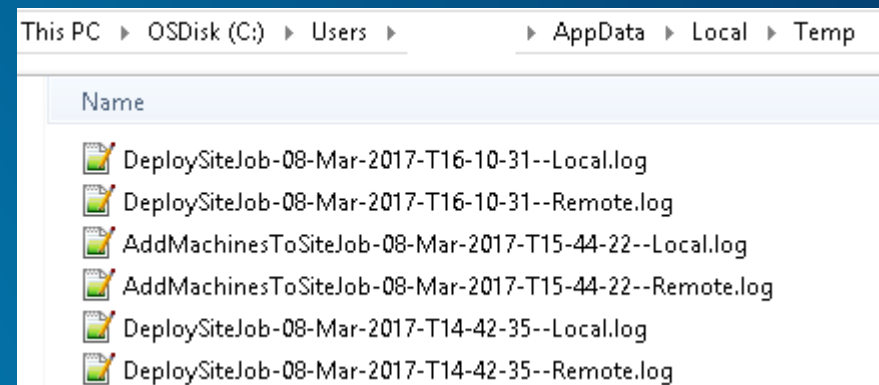 This PC ▸ OSDisk (C:) ▸ Users ▸ ▸ AppData ▸ Local ▸ Temp
Name
DeploySiteJob-08-Mar-2017-T16-10-31--Local.log
DeploySiteJob-08-Mar-2017-T16-10-31--Remote.log
AddMachinesToSiteJob-08-Mar-2017-T15-44-22--Local.log
AddMachinesToSiteJob-08-Mar-2017-T15-44-22--Remote.log
DeploySiteJob-08-Mar-2017-T14-42-35--Local.log
DeploySiteJob-08-Mar-2017-T14-42-35--Remote.log